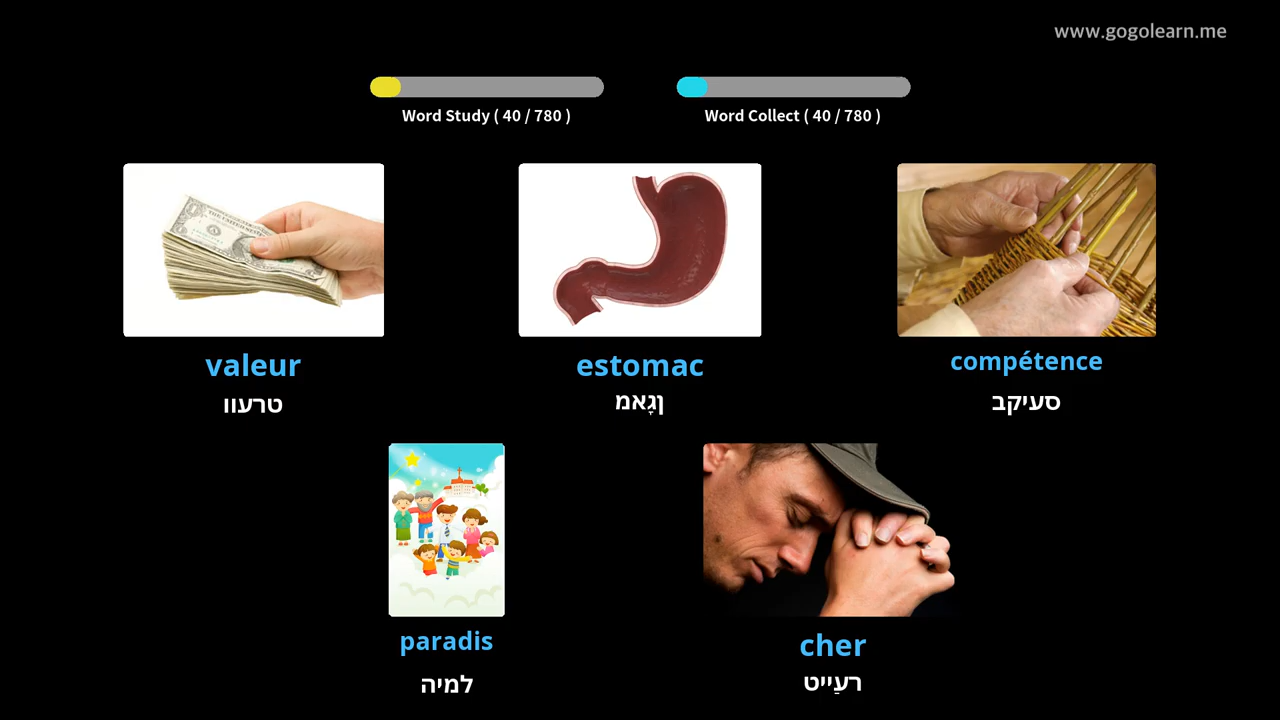 www.gogolearn.me
Word Study ( 40 / 780 )
Word Collect ( 40 / 780 )
valeur
טרעוו
estomac
ןגָאמ
compétence
סעיקב
paradis
למיה
cher
רעַייט